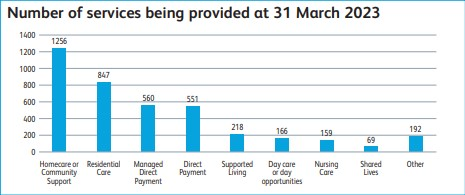 Number of services being provided at 31 March 2023
1400
1200
1000
800
600
400
200
0
1256
847
560
551
218
166
159
69
192
Homecare or
Community
Support
Residential
Care
Managed
Direct
Payment
Direct
Payment
Supported
Living
Day care
or day
opportunities
Nursing
Care
Shared
Lives
Other